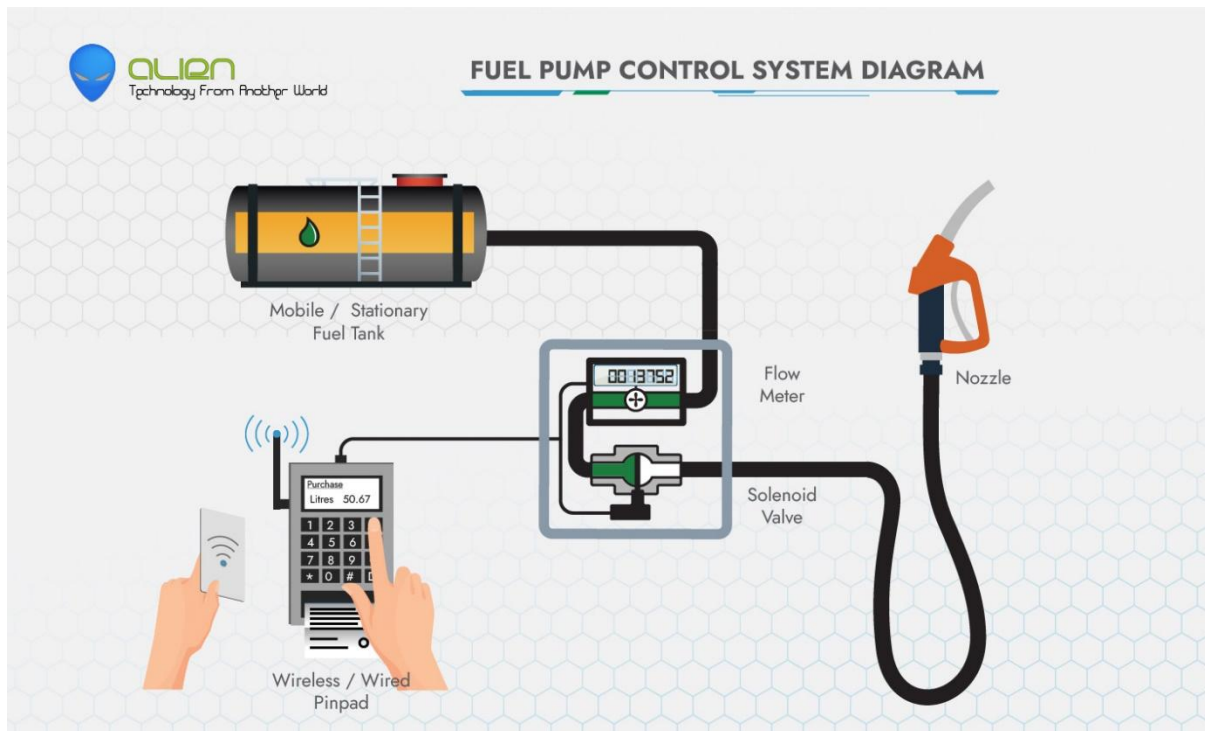 ALIEN
Technology From Another World
FUEL PUMP CONTROL SYSTEM DIAGRAM
Mobile / Stationary
Fuel Tank
0013752
Flow
Meter
Nozzle
Purchase
Litres 50.67
1 2 3
4 5 6
7 8 9
* 0 # D
Solenoid
Valve
Wireless / Wired
Pinpad